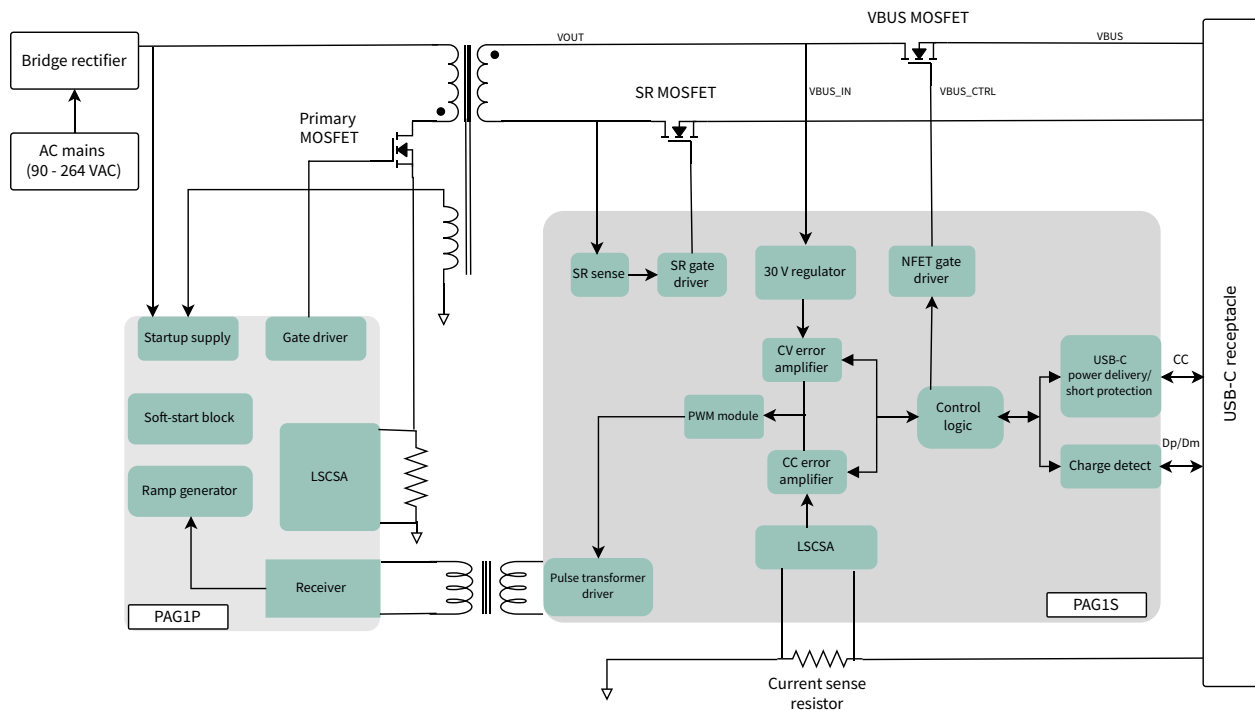 VBUS MOSFET
Bridge rectifier
VOUT
VBUS
AC mains
(90 - 264 VAC)
Primary
MOSFET
SR MOSFET
VBUS_IN
VBUS_CTRL
SR sense
SR gate
driver
30 V regulator
NFET gate
driver
Startup supply
Gate driver
CV error
amplifier
USB-C
power delivery/
short protection
CC
USB-C receptacle
Soft-start block
PWM module
Control
logic
Dp/Dm
LSCSA
CC error
amplifier
Charge detect
Ramp generator
LSCSA
Receiver
Pulse transformer
driver
PAG1P
PAG1S
Current sense
resistor